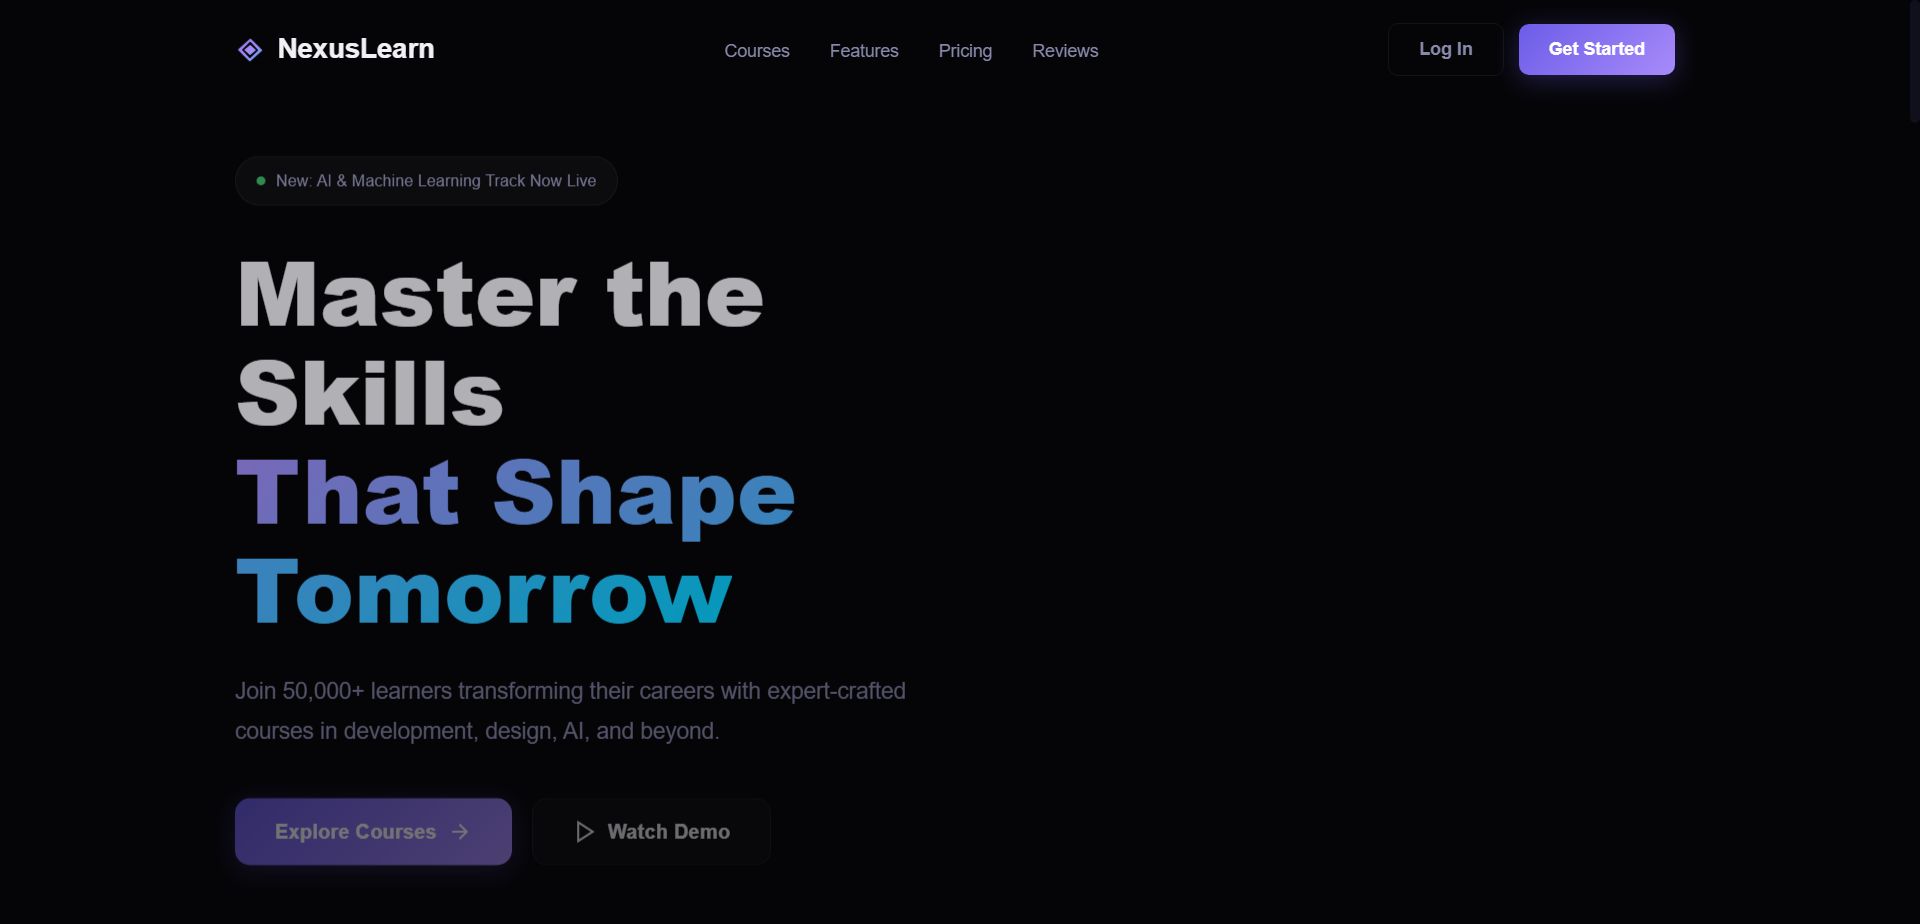 NexusLearn
Courses
Features
Pricing
Reviews
Log In
Get Started
New: AI & Machine Learning Track Now Live
Master the
Skills
That Shape
Tomorrow
Join 50,000+ learners transforming their careers with expert-crafted
courses in development, design, AI, and beyond.
Explore Courses →
Watch Demo